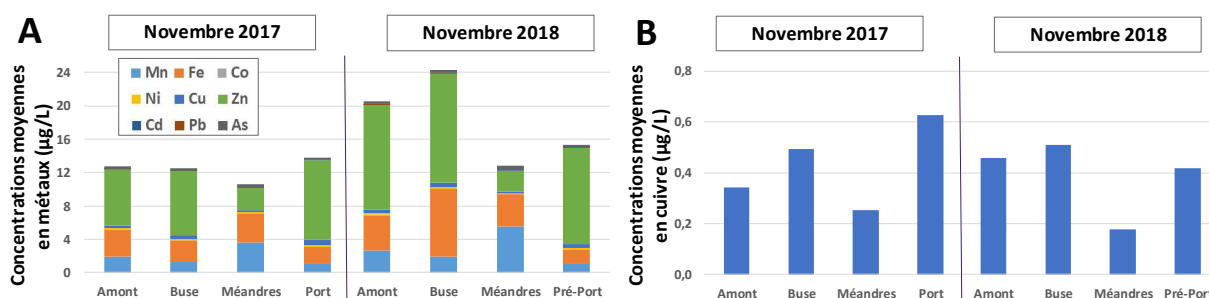 A
Novembre 2017
Novembre 2018
Concentrations moyennes
en métaux (µg/L)
24
20
16
12
8
4
0
Mn Fe Co
Ni Cu Zn
Cd Pb As
Amont Buse Méandres Port Amont Buse Méandres Pré-Port
B
Novembre 2017
Novembre 2018
Concentrations moyennes
en cuivre (µg/L)
0,8
0,6
0,4
0,2
0,0
Amont Buse Méandres Port Amont Buse Méandres Pré-Port